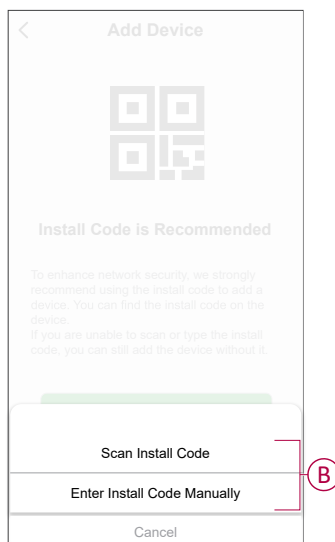 Add Device
Install Code is Recommended
To enhance network security, we strongly
recommend using the install code to add a
device. You can find the install code on the
device.
If you are unable to scan or type the install
code, you can still add the device without it.
Scan Install Code
Enter Install Code Manually
B
Cancel